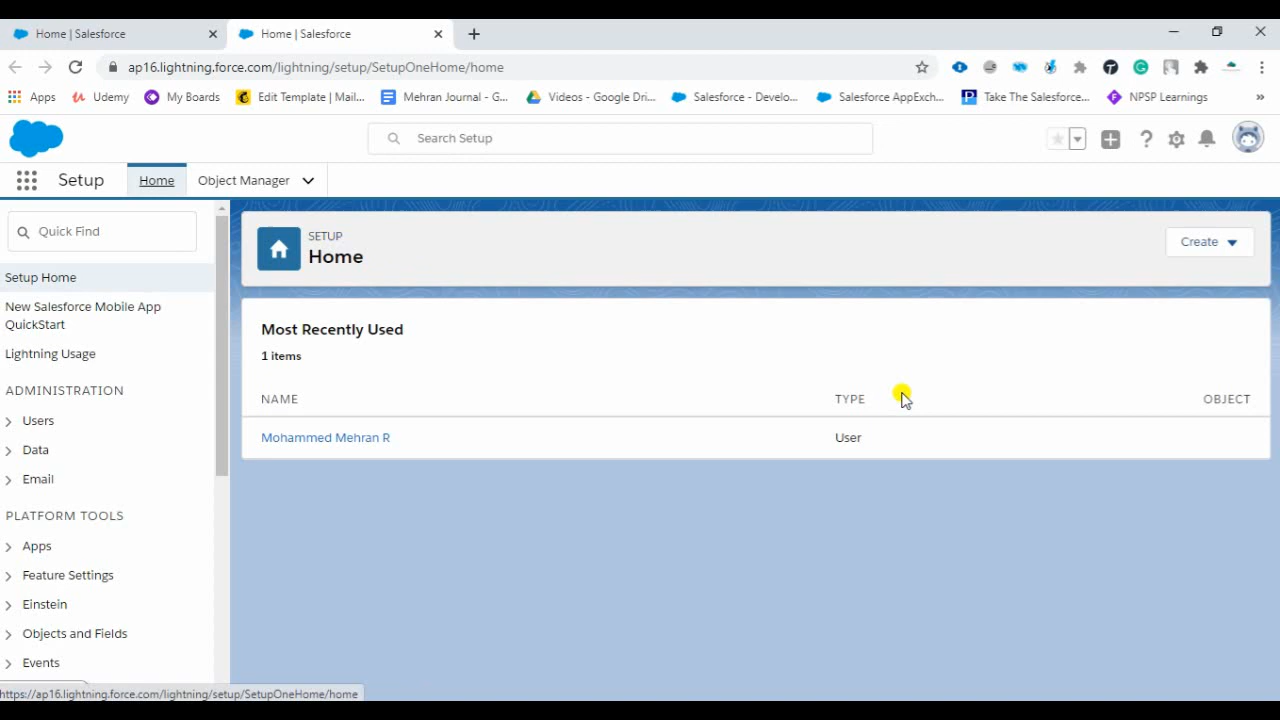 Home | Salesforce
Home | Salesforce
ap16.lightning.force.com/lightning/setup/SetupOneHome/home
Apps
Udemy
My Boards
Edit Template | Mail...
Mehran Journal - G...
Videos - Google Dri...
Salesforce - Develo...
Salesforce AppExch...
Take The Salesforce...
NPSP Learnings
»
Search Setup
Setup
Home
Object Manager
Quick Find
Setup Home
New Salesforce Mobile App
QuickStart
Lightning Usage
ADMINISTRATION
Users
Data
Email
PLATFORM TOOLS
Apps
Feature Settings
Einstein
Objects and Fields
Events
SETUP
Home
Create
Most Recently Used
1 items
NAME TYPE OBJECT
Mohammed Mehran R User
https://ap16.lightning.force.com/lightning/setup/SetupOneHome/home